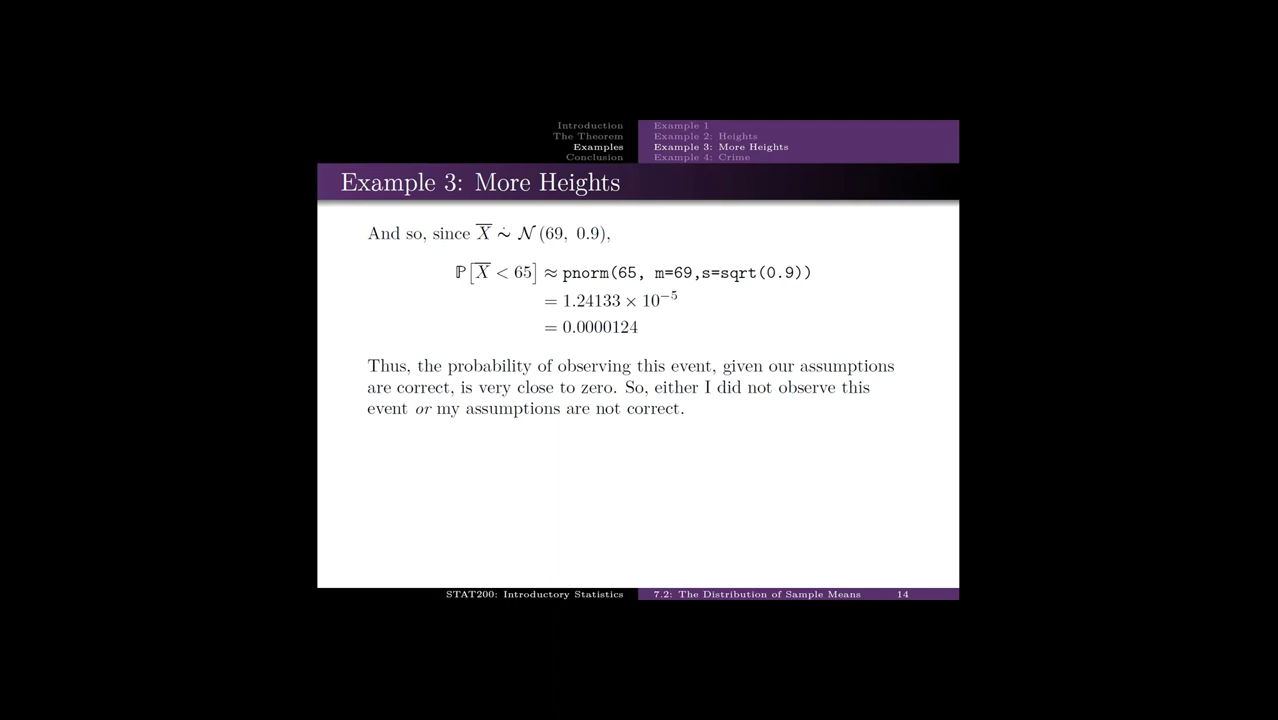 Introduction
The Theorem
Examples
Conclusion
Example 1
Example 2: Heights
Example 3: More Heights
Example 4: Crime
Example 3: More Heights
And so, since X̅ ∼̇ 𝒩 (69, 0.9),
ℙ[X̅ < 65] ≈ pnorm(65, m=69,s=sqrt(0.9))
= 1.24133 × 10⁻⁵
= 0.0000124
Thus, the probability of observing this event, given our assumptions
are correct, is very close to zero. So, either I did not observe this
event or my assumptions are not correct.
STAT200: Introductory Statistics
7.2: The Distribution of Sample Means 14